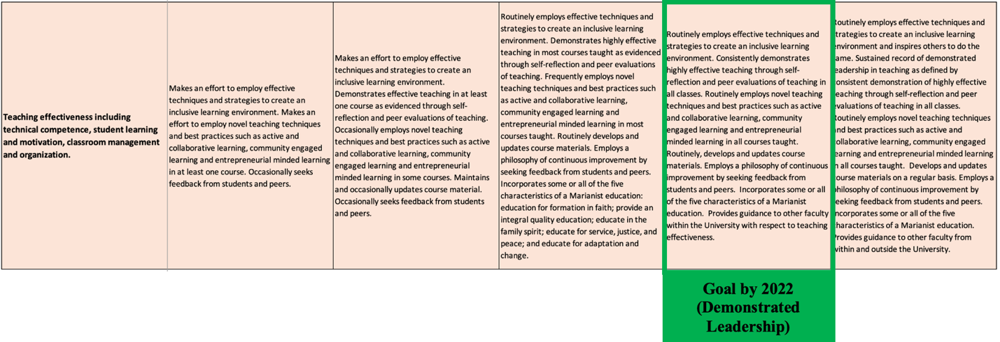 Teaching effectiveness including
technical competence, student learning
and motivation, classroom management
and organization.
Makes an effort to employ effective
techniques and strategies to create an
inclusive learning environment. Makes an
effort to employ novel teaching techniques
and best practices such as active and
collaborative learning, community engaged
learning and entrepreneurial minded learning
in at least one course. Occasionally seeks
feedback from students and peers.
Makes an effort to employ effective
techniques and strategies to create an
inclusive learning environment.
Demonstrates effective teaching in at least
one course as evidenced through self-
reflection and peer evaluations of teaching.
Occasionally employs novel teaching
techniques and best practices such as active
and collaborative learning, community
engaged learning and entrepreneurial
minded learning in some courses. Maintains
and occasionally updates course material.
Occasionally seeks feedback from students
and peers.
Routinely employs effective techniques and
strategies to create an inclusive learning
environment. Demonstrates highly effective
teaching in most courses taught as evidenced
through self-reflection and peer evaluations
of teaching. Frequently employs novel
teaching techniques and best practices such
as active and collaborative learning,
community engaged learning and
entrepreneurial minded learning in most
courses taught. Routinely develops and
updates course materials. Employs a
philosophy of continuous improvement by
seeking feedback from students and peers.
Incorporates some or all of the five
characteristics of a Marianist education:
education for formation in faith; provide an
integral quality education; educate in the
family spirit; educate for service, justice, and
peace; and educate for adaptation and
change.
Routinely employs effective techniques and
strategies to create an inclusive learning
environment. Consistently demonstrates
highly effective teaching through self-
reflection and peer evaluations of teaching in
all classes. Routinely employs novel teaching
techniques and best practices such as active
and collaborative learning, community
engaged learning and entrepreneurial
minded learning in all courses taught.
Routinely, develops and updates course
materials. Employs a philosophy of continuous
improvement by seeking feedback from
students and peers. Incorporates some or all
of the five characteristics of a Marianist
education. Provides guidance to other faculty
within the University with respect to teaching
effectiveness.
Routinely employs effective techniques and
strategies to create an inclusive learning
environment and inspires others to do the
same. Sustained record of demonstrated
leadership in teaching as defined by
consistent demonstration of highly effective
teaching through self-reflection and peer
evaluations of teaching in all classes.
Routinely employs novel teaching techniques
and best practices such as active and
collaborative learning, community engaged
learning and entrepreneurial minded learning
in all courses taught. Develops and updates
course materials on a regular basis. Employs a
philosophy of continuous improvement by
seeking feedback from students and peers.
Incorporates some or all of the five
characteristics of a Marianist education.
Provides guidance to other faculty from
within and outside the University.
Goal by 2022
(Demonstrated
Leadership)